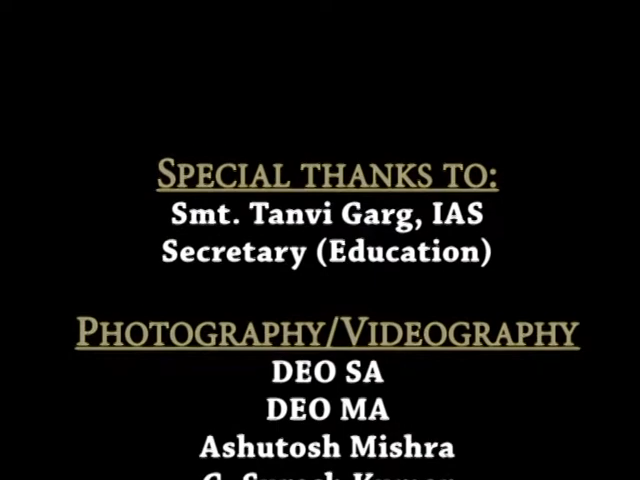 SPECIAL THANKS TO:
Smt. Tanvi Garg, IAS
Secretary (Education)
PHOTOGRAPHY/VIDEOGRAPHY
DEO SA
DEO MA
Ashutosh Mishra